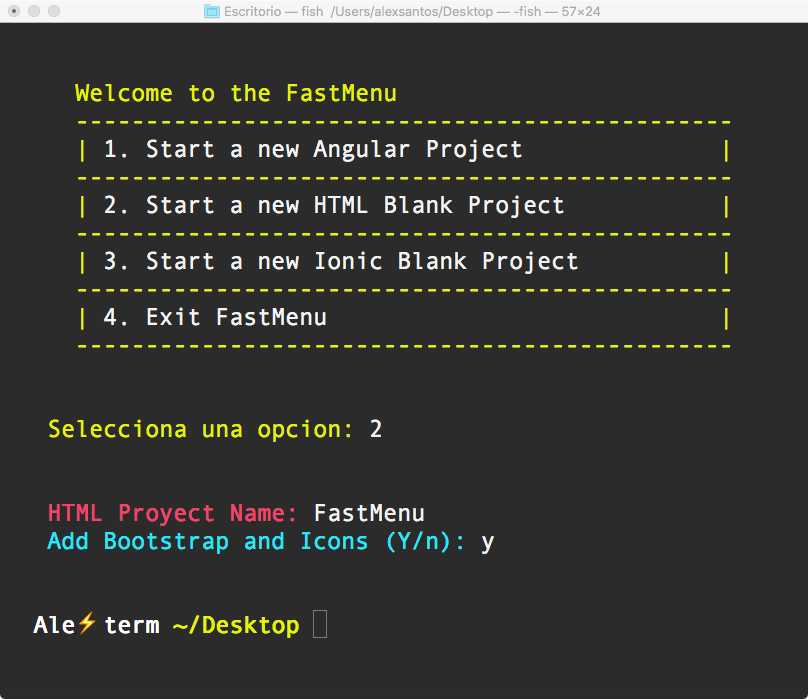 Escritorio — fish /Users/alexsantos/Desktop — -fish — 57×24
Welcome to the FastMenu
-----------------------------------------------
| 1. Start a new Angular Project |
-----------------------------------------------
| 2. Start a new HTML Blank Project |
-----------------------------------------------
| 3. Start a new Ionic Blank Project |
-----------------------------------------------
| 4. Exit FastMenu |
-----------------------------------------------
Selecciona una opcion: 2
HTML Proyect Name: FastMenu
Add Bootstrap and Icons (Y/n): y
Ale⚡term ~/Desktop